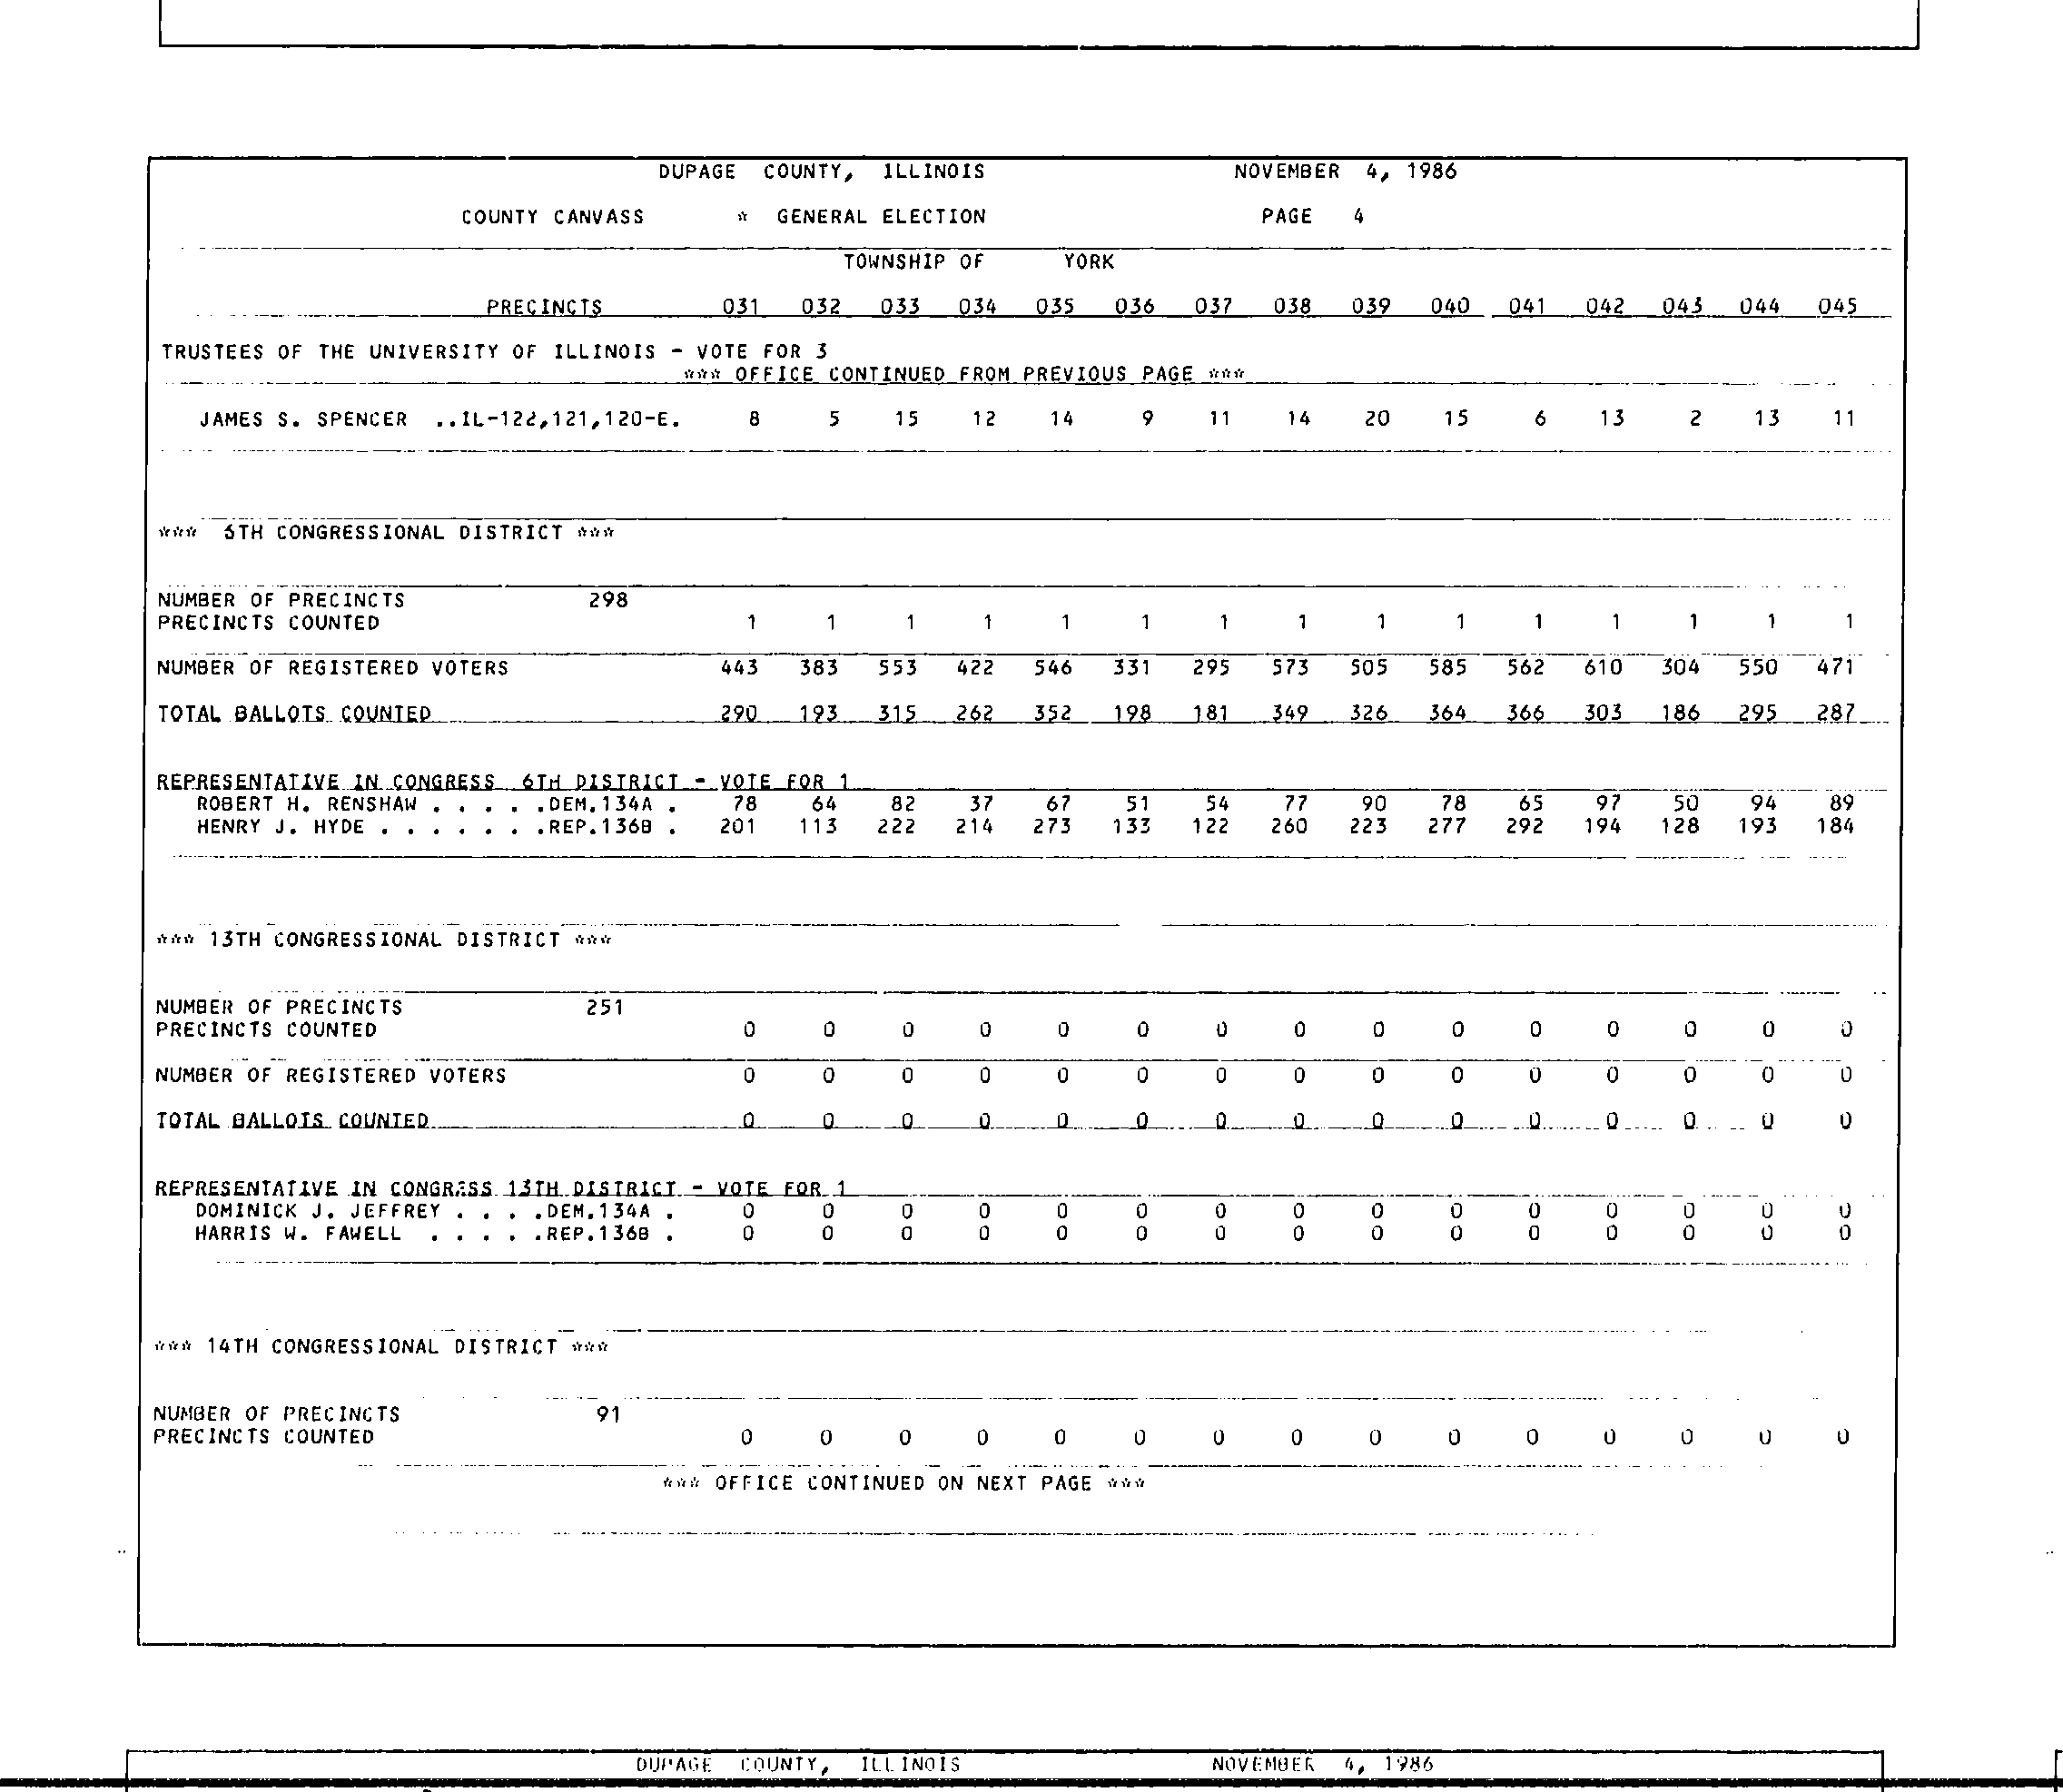 DUPAGE COUNTY, ILLINOIS NOVEMBER 4, 1986
COUNTY CANVASS * GENERAL ELECTION PAGE 4
TOWNSHIP OF YORK
PRECINCTS 031 032 033 034 035 036 037 038 039 040 041 042 043 044 045
TRUSTEES OF THE UNIVERSITY OF ILLINOIS - VOTE FOR 3
*** OFFICE CONTINUED FROM PREVIOUS PAGE ***
JAMES S. SPENCER ..IL-122,121,120-E. 8 5 15 12 14 9 11 14 20 15 6 13 2 13 11
*** 6TH CONGRESSIONAL DISTRICT ***
NUMBER OF PRECINCTS 298
PRECINCTS COUNTED 1 1 1 1 1 1 1 1 1 1 1 1 1 1 1
NUMBER OF REGISTERED VOTERS 443 383 553 422 546 331 295 573 505 585 562 610 304 550 471
TOTAL BALLOTS COUNTED 290 193 315 262 352 198 181 349 326 364 366 303 186 295 287
REPRESENTATIVE IN CONGRESS 6TH DISTRICT - VOTE FOR 1
ROBERT H. RENSHAW . . . . .DEM.134A . 78 64 82 37 67 51 54 77 90 78 65 97 50 94 89
HENRY J. HYDE . . . . . . .REP.136B . 201 113 222 214 273 133 122 260 223 277 292 194 128 193 184
*** 13TH CONGRESSIONAL DISTRICT ***
NUMBER OF PRECINCTS 251
PRECINCTS COUNTED 0 0 0 0 0 0 0 0 0 0 0 0 0 0 0
NUMBER OF REGISTERED VOTERS 0 0 0 0 0 0 0 0 0 0 0 0 0 0 0
TOTAL BALLOTS COUNTED 0 0 0 0 0 0 0 0 0 0 0 0 0 0 0
REPRESENTATIVE IN CONGRESS 13TH DISTRICT - VOTE FOR 1
DOMINICK J. JEFFREY . . . .DEM.134A . 0 0 0 0 0 0 0 0 0 0 0 0 0 0 0
HARRIS W. FAWELL . . . . .REP.136B . 0 0 0 0 0 0 0 0 0 0 0 0 0 0 0
*** 14TH CONGRESSIONAL DISTRICT ***
NUMBER OF PRECINCTS 91
PRECINCTS COUNTED 0 0 0 0 0 0 0 0 0 0 0 0 0 0 0
*** OFFICE CONTINUED ON NEXT PAGE ***
DUPAGE COUNTY, ILLINOIS NOVEMBER 4, 1986